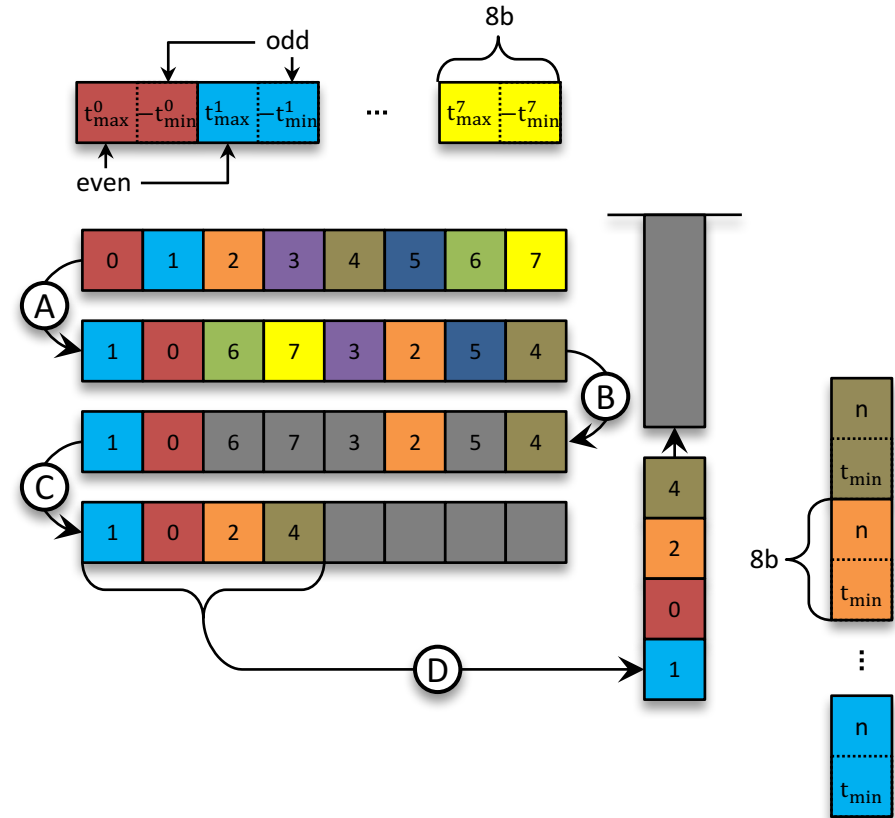 8b
odd
t⁰max −t⁰min t¹max −t¹min ... t⁷max −t⁷min
even
0 1 2 3 4 5 6 7
A
1 0 6 7 3 2 5 4
B
1 0 6 7 3 2 5 4
C
1 0 2 4
D
4
2
0
1
n
tmin
8b
n
tmin
...
n
tmin